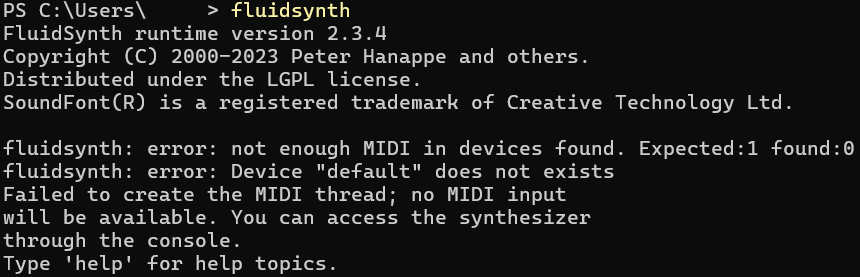 PS C:\Users\ > fluidsynth
FluidSynth runtime version 2.3.4
Copyright (C) 2000-2023 Peter Hanappe and others.
Distributed under the LGPL license.
SoundFont(R) is a registered trademark of Creative Technology Ltd.
fluidsynth: error: not enough MIDI in devices found. Expected:1 found:0
fluidsynth: error: Device "default" does not exists
Failed to create the MIDI thread; no MIDI input
will be available. You can access the synthesizer
through the console.
Type 'help' for help topics.